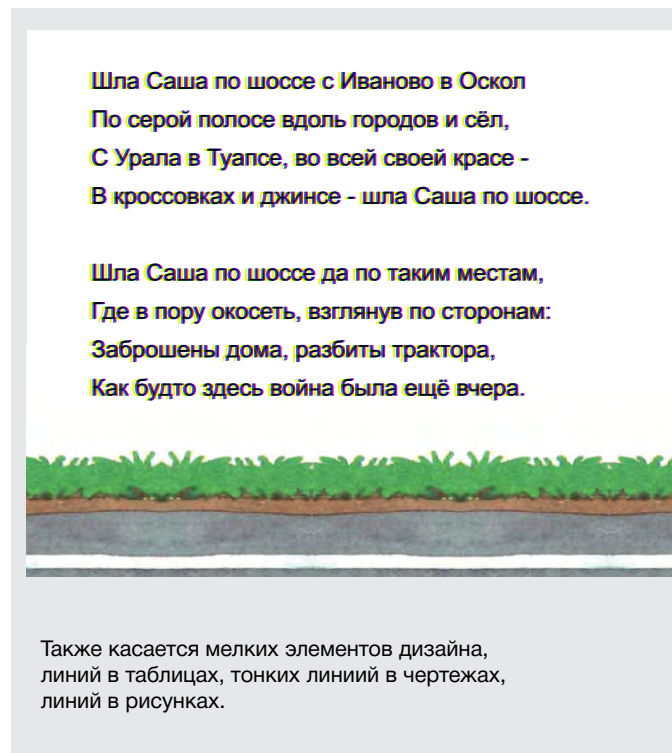 Шла Саша по шоссе с Иваново в Оскол
По серой полосе вдоль городов и сёл,
С Урала в Туапсе, во всей своей красе -
В кроссовках и джинсе - шла Саша по шоссе.
Шла Саша по шоссе да по таким местам,
Где в пору окосеть, взглянув по сторонам:
Заброшены дома, разбиты трактора,
Как будто здесь война была ещё вчера.
Также касается мелких элементов дизайна,
линий в таблицах, тонких линиий в чертежах,
линий в рисунках.